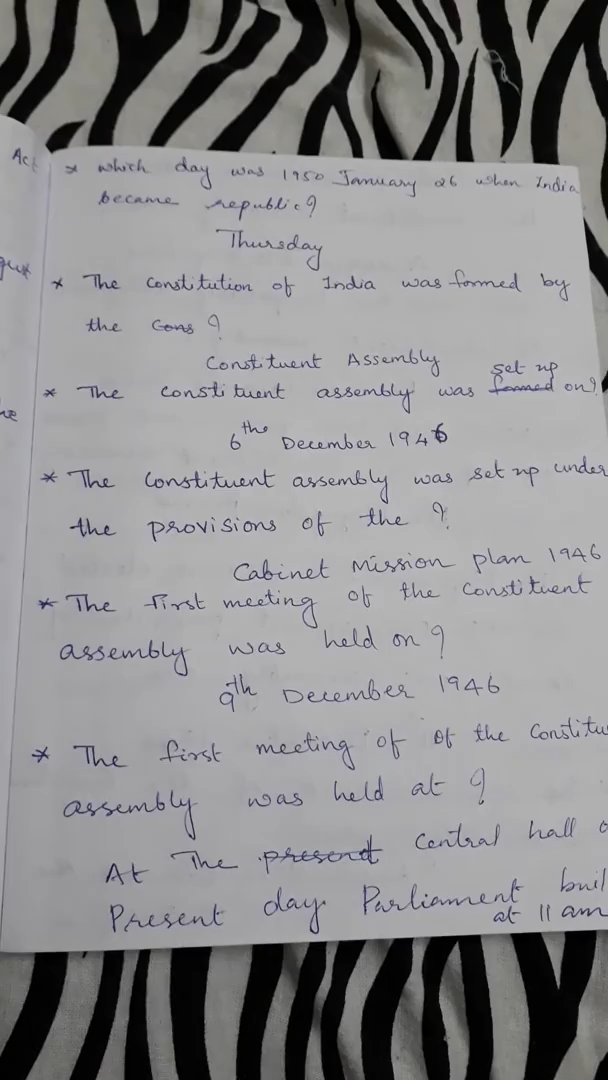 Act
* which day was 1950 January 26 when India
became republic?
Thursday
* The constitution of India was formed by
the Cons ?
Constituent Assembly
* The constituent assembly was formed set up on?
6th December 1946
* The constituent assembly was set up under
the provisions of the ?
Cabinet Mission plan 1946
* The first meeting of the constituent
assembly was held on ?
9th December 1946
* The first meeting of of the constitu
assembly was held at ?
At The present central hall o
Present day Parliament buil
at 11 am